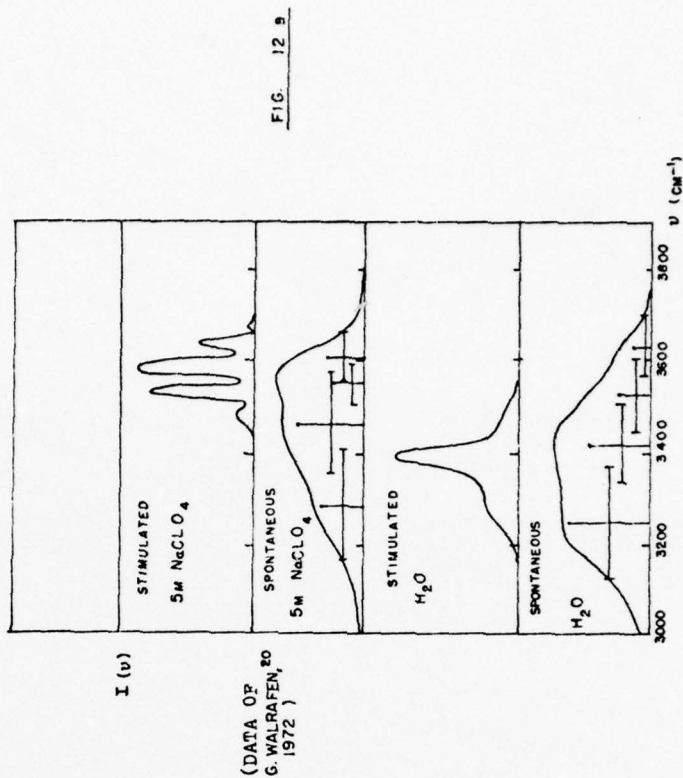 FIG. 12 9
I (ν)
STIMULATED
5M NaCLO4
(DATA OF
G. WALRAFEN,20
1972 )
SPONTANEOUS
5M NaCLO4
STIMULATED
H2O
SPONTANEOUS
H2O
3000 3200 3400 3600 3800
ν (CM-1)